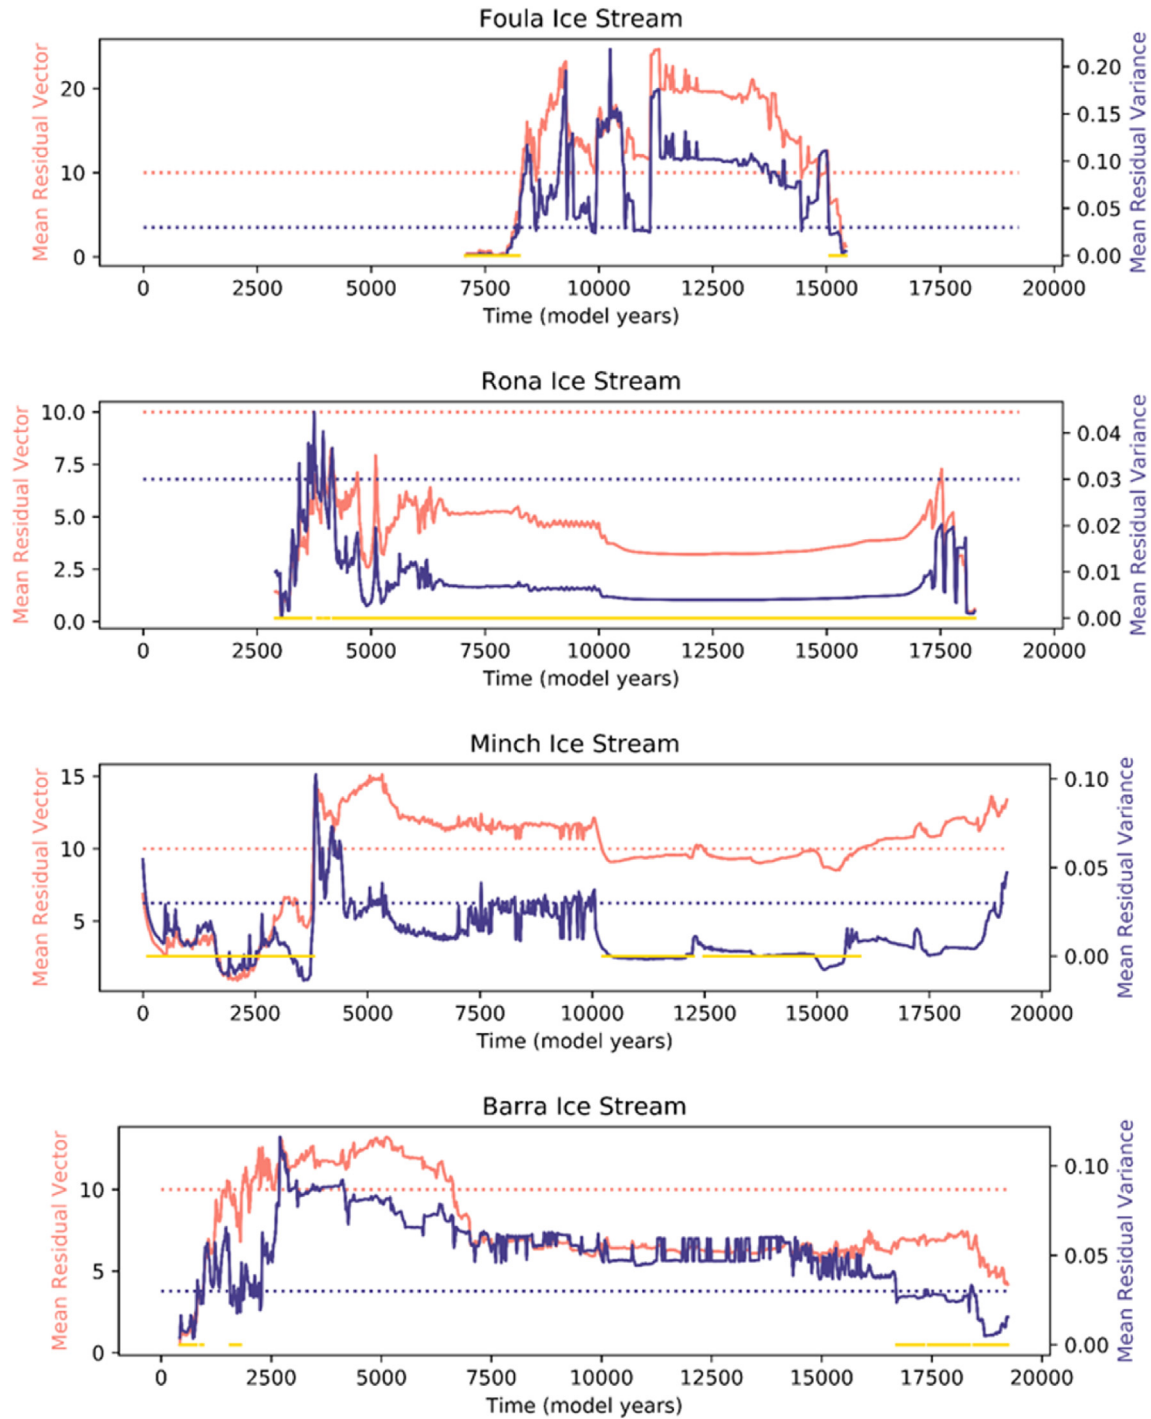 Foula Ice Stream
Mean Residual Vector
20
10
0
0.20
0.15
0.10
0.05
0.00
Mean Residual Variance
0 2500 5000 7500 10000 12500 15000 17500 20000
Time (model years)
Rona Ice Stream
Mean Residual Vector
10.0
7.5
5.0
2.5
0.0
0.04
0.03
0.02
0.01
0.00
Mean Residual Variance
0 2500 5000 7500 10000 12500 15000 17500 20000
Time (model years)
Minch Ice Stream
Mean Residual Vector
15
10
5
0.10
0.05
0.00
Mean Residual Variance
0 2500 5000 7500 10000 12500 15000 17500 20000
Time (model years)
Barra Ice Stream
Mean Residual Vector
10
5
0
0.10
0.05
0.00
Mean Residual Variance
0 2500 5000 7500 10000 12500 15000 17500 20000
Time (model years)